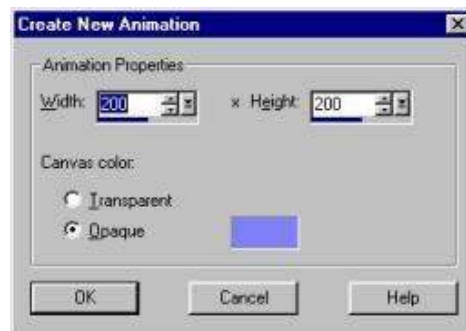 Create New Animation
Animation Properties
Width: 200 x Height: 200
Canvas color:
Transparent
Opaque
OK Cancel Help